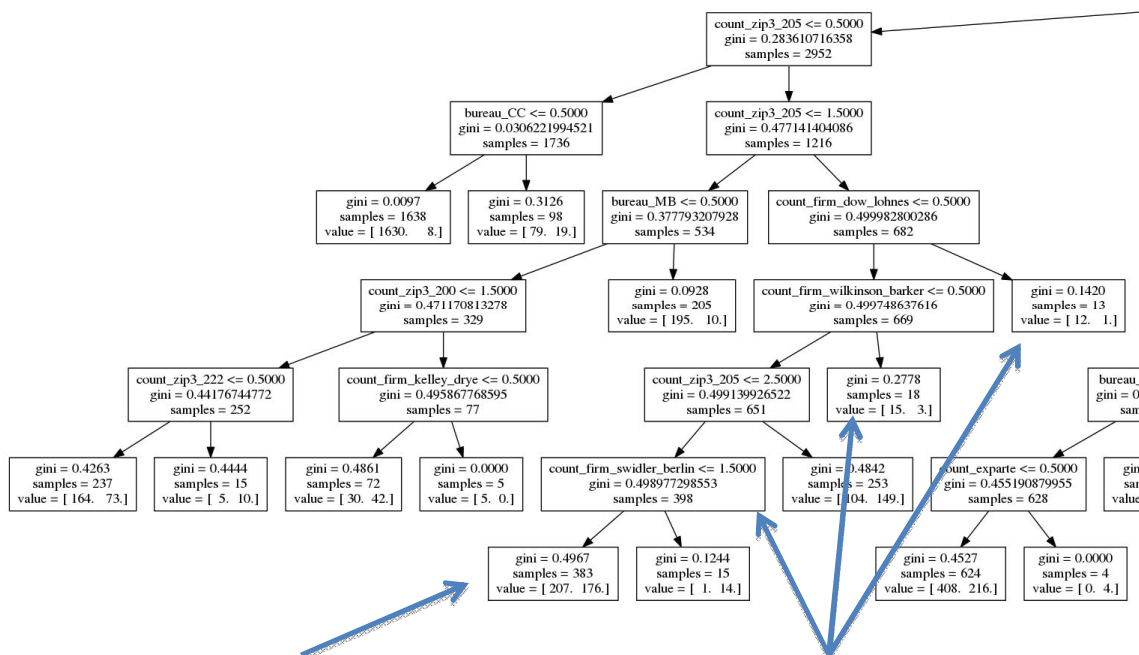 count_zip3_205 <= 0.5000
gini = 0.283610716358
samples = 2952
bureau_CC <= 0.5000
gini = 0.0306221994521
samples = 1736
count_zip3_205 <= 1.5000
gini = 0.477141404086
samples = 1216
gini = 0.0097
samples = 1638
value = [ 1630. 8.]
gini = 0.3126
samples = 98
value = [ 79. 19.]
bureau_MB <= 0.5000
gini = 0.377793207928
samples = 534
count_firm_dow_lohnes <= 0.5000
gini = 0.499982800286
samples = 682
count_zip3_200 <= 1.5000
gini = 0.471170813278
samples = 329
gini = 0.0928
samples = 205
value = [ 195. 10.]
count_firm_wilkinson_barker <= 0.5000
gini = 0.499748637616
samples = 669
gini = 0.1420
samples = 13
value = [ 12. 1.]
count_zip3_222 <= 0.5000
gini = 0.44176744772
samples = 252
count_firm_kelley_drye <= 0.5000
gini = 0.495867768595
samples = 77
count_zip3_205 <= 2.5000
gini = 0.499139926522
samples = 651
gini = 0.2778
samples = 18
value = [ 15. 3.]
bureau_
gini = 0.4263
samples = 237
value = [ 164. 73.]
gini = 0.4444
samples = 15
value = [ 5. 10.]
gini = 0.4861
samples = 72
value = [ 30. 42.]
gini = 0.0000
samples = 5
value = [ 5. 0.]
count_firm_swidler_berlin <= 1.5000
gini = 0.498977298553
samples = 398
gini = 0.4842
samples = 253
value = [ 104. 149.]
count_exparte <= 0.5000
gini = 0.455190879955
samples = 628
gini = 0.4967
samples = 383
value = [ 207. 176.]
gini = 0.1244
samples = 15
value = [ 1. 14.]
gini = 0.4527
samples = 624
value = [ 408. 216.]
gini = 0.0000
samples = 4
value = [ 0. 4.]